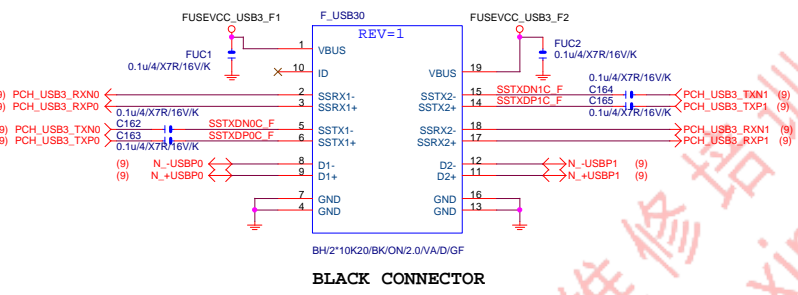 FUSEVCC_USB3_F1 F_USB30 FUSEVCC_USB3_F2
REV=1
FUC1
0.1u/4/X7R/16V/K
1 VBUS
FUC2
0.1u/4/X7R/16V/K
10 ID
VBUS 19
(9) PCH_USB3_RXN0 2 SSRX1-
(9) PCH_USB3_RXP0 3 SSRX1+
SSTX2- 15 SSTXDN1C_F C164 0.1u/4/X7R/16V/K PCH_USB3_TXN1 (9)
SSTX2+ 14 SSTXDP1C_F C165 0.1u/4/X7R/16V/K PCH_USB3_TXP1 (9)
0.1u/4/X7R/16V/K
9) PCH_USB3_TXN0 C162 SSTXDN0C_F 5 SSTX1-
9) PCH_USB3_TXP0 C163 SSTXDP0C_F 6 SSTX1+
0.1u/4/X7R/16V/K
SSRX2- 18 PCH_USB3_RXN1 (9)
SSRX2+ 17 PCH_USB3_RXP1 (9)
(9) N_-USBP0 8 D1-
(9) N_+USBP0 9 D1+
D2- 12 N_-USBP1 (9)
D2+ 11 N_+USBP1 (9)
7 GND
4 GND
GND 16
GND 13
BH/2*10K20/BK/ON/2.0/VA/D/GF
BLACK CONNECTOR
维修培训
xin